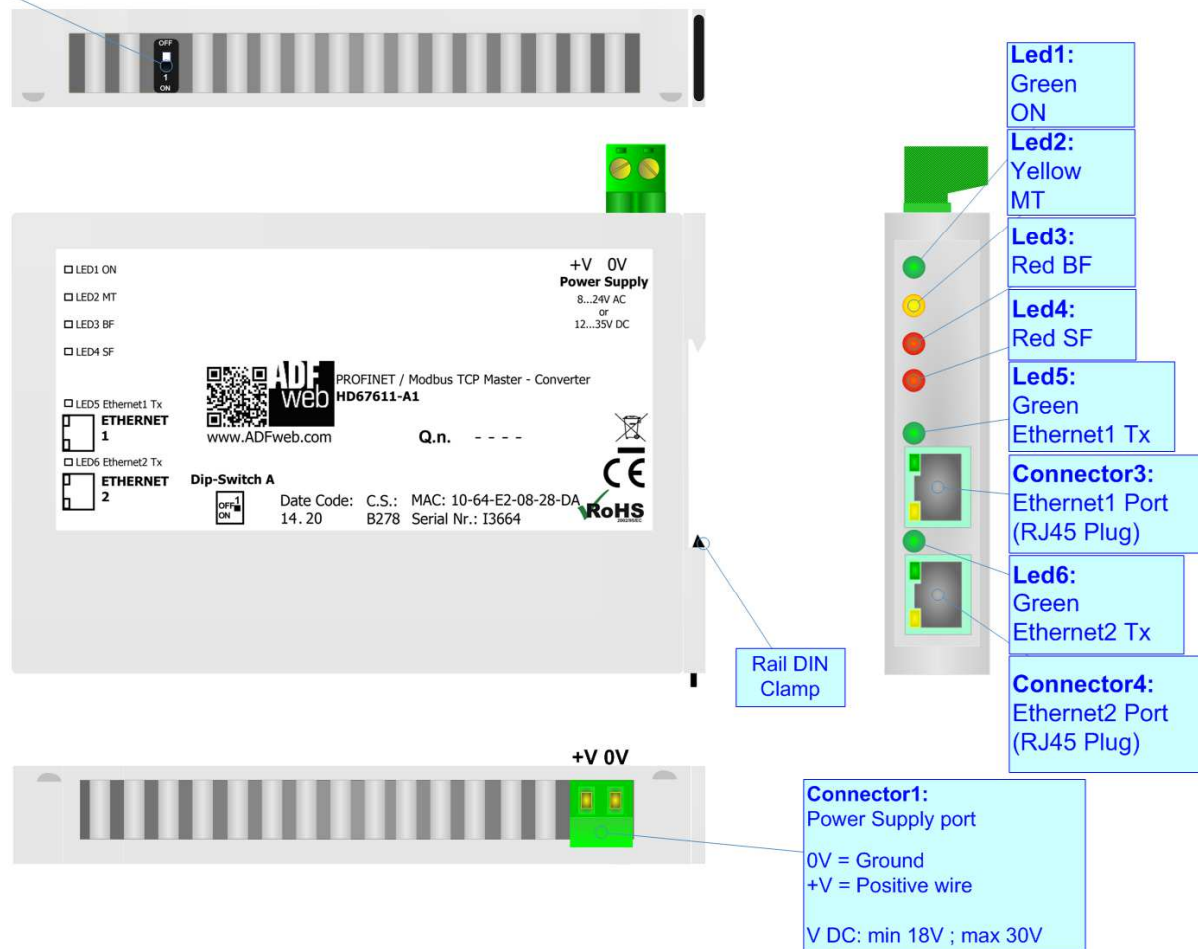 OFF
1
ON
LED1 ON
LED2 MT
LED3 BF
LED4 SF
LED5 Ethernet1 Tx
ETHERNET
1
LED6 Ethernet2 Tx
ETHERNET
2
+V 0V
Power Supply
8...24V AC
or
12...35V DC
ADF
web
PROFINET / Modbus TCP Master - Converter
HD67611-A1
www.ADFweb.com
Q.n. - - - -
Dip-Switch A
1
OFF
ON
Date Code: C.S.: MAC: 10-64-E2-08-28-DA
14.20 B278 Serial Nr.: I3664
CE
RoHS
2002/95/EC
Rail DIN
Clamp
Led1:
Green
ON
Led2:
Yellow
MT
Led3:
Red BF
Led4:
Red SF
Led5:
Green
Ethernet1 Tx
Connector3:
Ethernet1 Port
(RJ45 Plug)
Led6:
Green
Ethernet2 Tx
Connector4:
Ethernet2 Port
(RJ45 Plug)
+V 0V
Connector1:
Power Supply port
0V = Ground
+V = Positive wire
V DC: min 18V ; max 30V